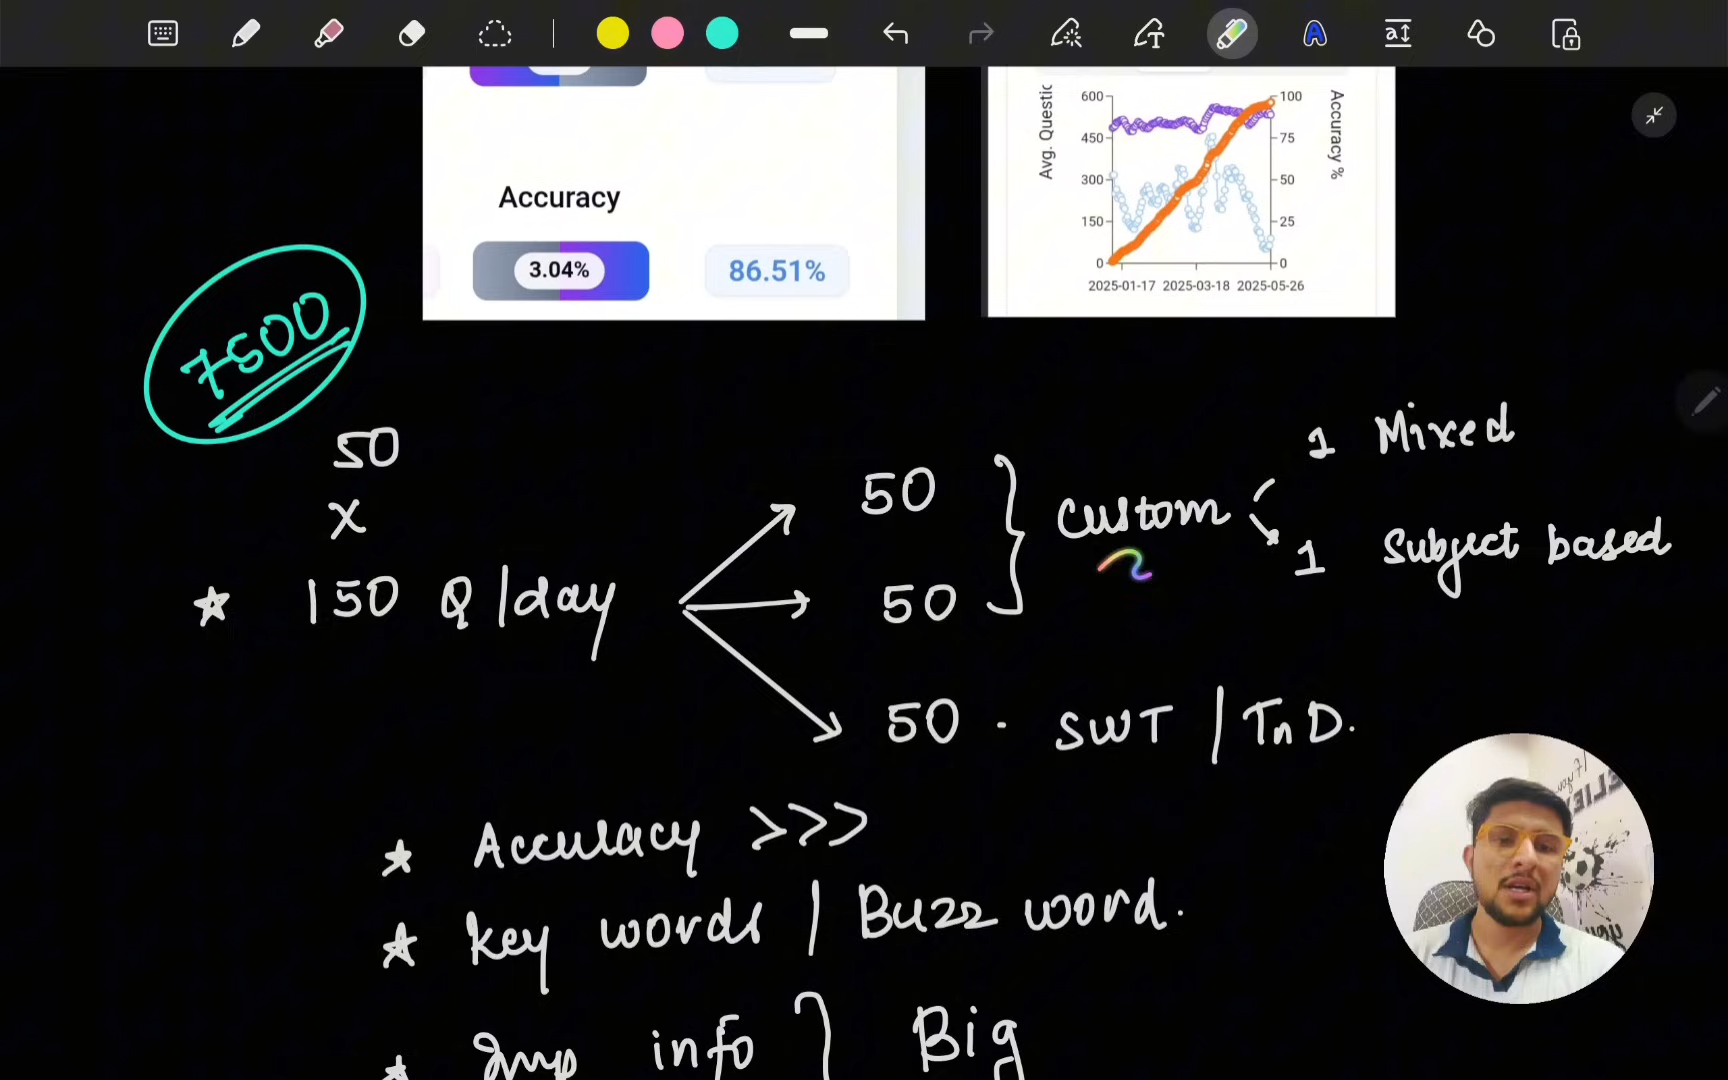 Accuracy
3.04% 86.51%
Avg. Questic
600
450
300
150
0
100
75
50
25
0
Accuracy %
2025-01-17 2025-03-18 2025-05-26
7500
50
X
150 Q/day
50
50
Custom
1 Mixed
1 Subject based
50 - SWT / TnD.
Accuracy >>>
Key words | Buzz word.
Imp info } Big